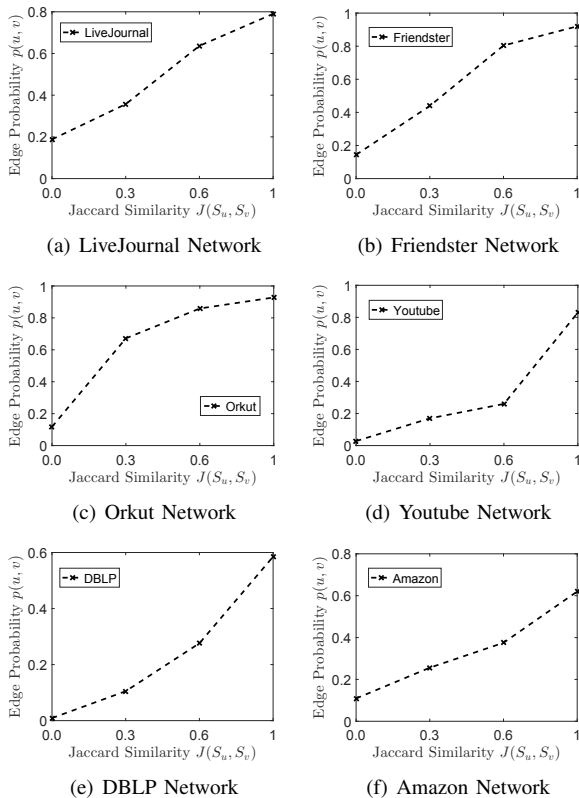 0.8
0.6
0.4
0.2
0
LiveJournal
Edge Probability p(u, v)
0.0 0.3 0.6 1
Jaccard Similarity J(S_u, S_v)
(a) LiveJournal Network
1
0.8
0.6
0.4
0.2
0
Friendster
Edge Probability p(u, v)
0.0 0.3 0.6 1
Jaccard Similarity J(S_u, S_v)
(b) Friendster Network
1
0.8
0.6
0.4
0.2
0
Orkut
Edge Probability p(u, v)
0.0 0.3 0.6 1
Jaccard Similarity J(S_u, S_v)
(c) Orkut Network
1
0.8
0.6
0.4
0.2
0
Youtube
Edge Probability p(u, v)
0.0 0.3 0.6 1
Jaccard Similarity J(S_u, S_v)
(d) Youtube Network
0.6
0.4
0.2
0
DBLP
Edge Probability p(u, v)
0.0 0.3 0.6 1
Jaccard Similarity J(S_u, S_v)
(e) DBLP Network
0.8
0.6
0.4
0.2
0
Amazon
Edge Probability p(u, v)
0.0 0.3 0.6 1
Jaccard Similarity J(S_u, S_v)
(f) Amazon Network